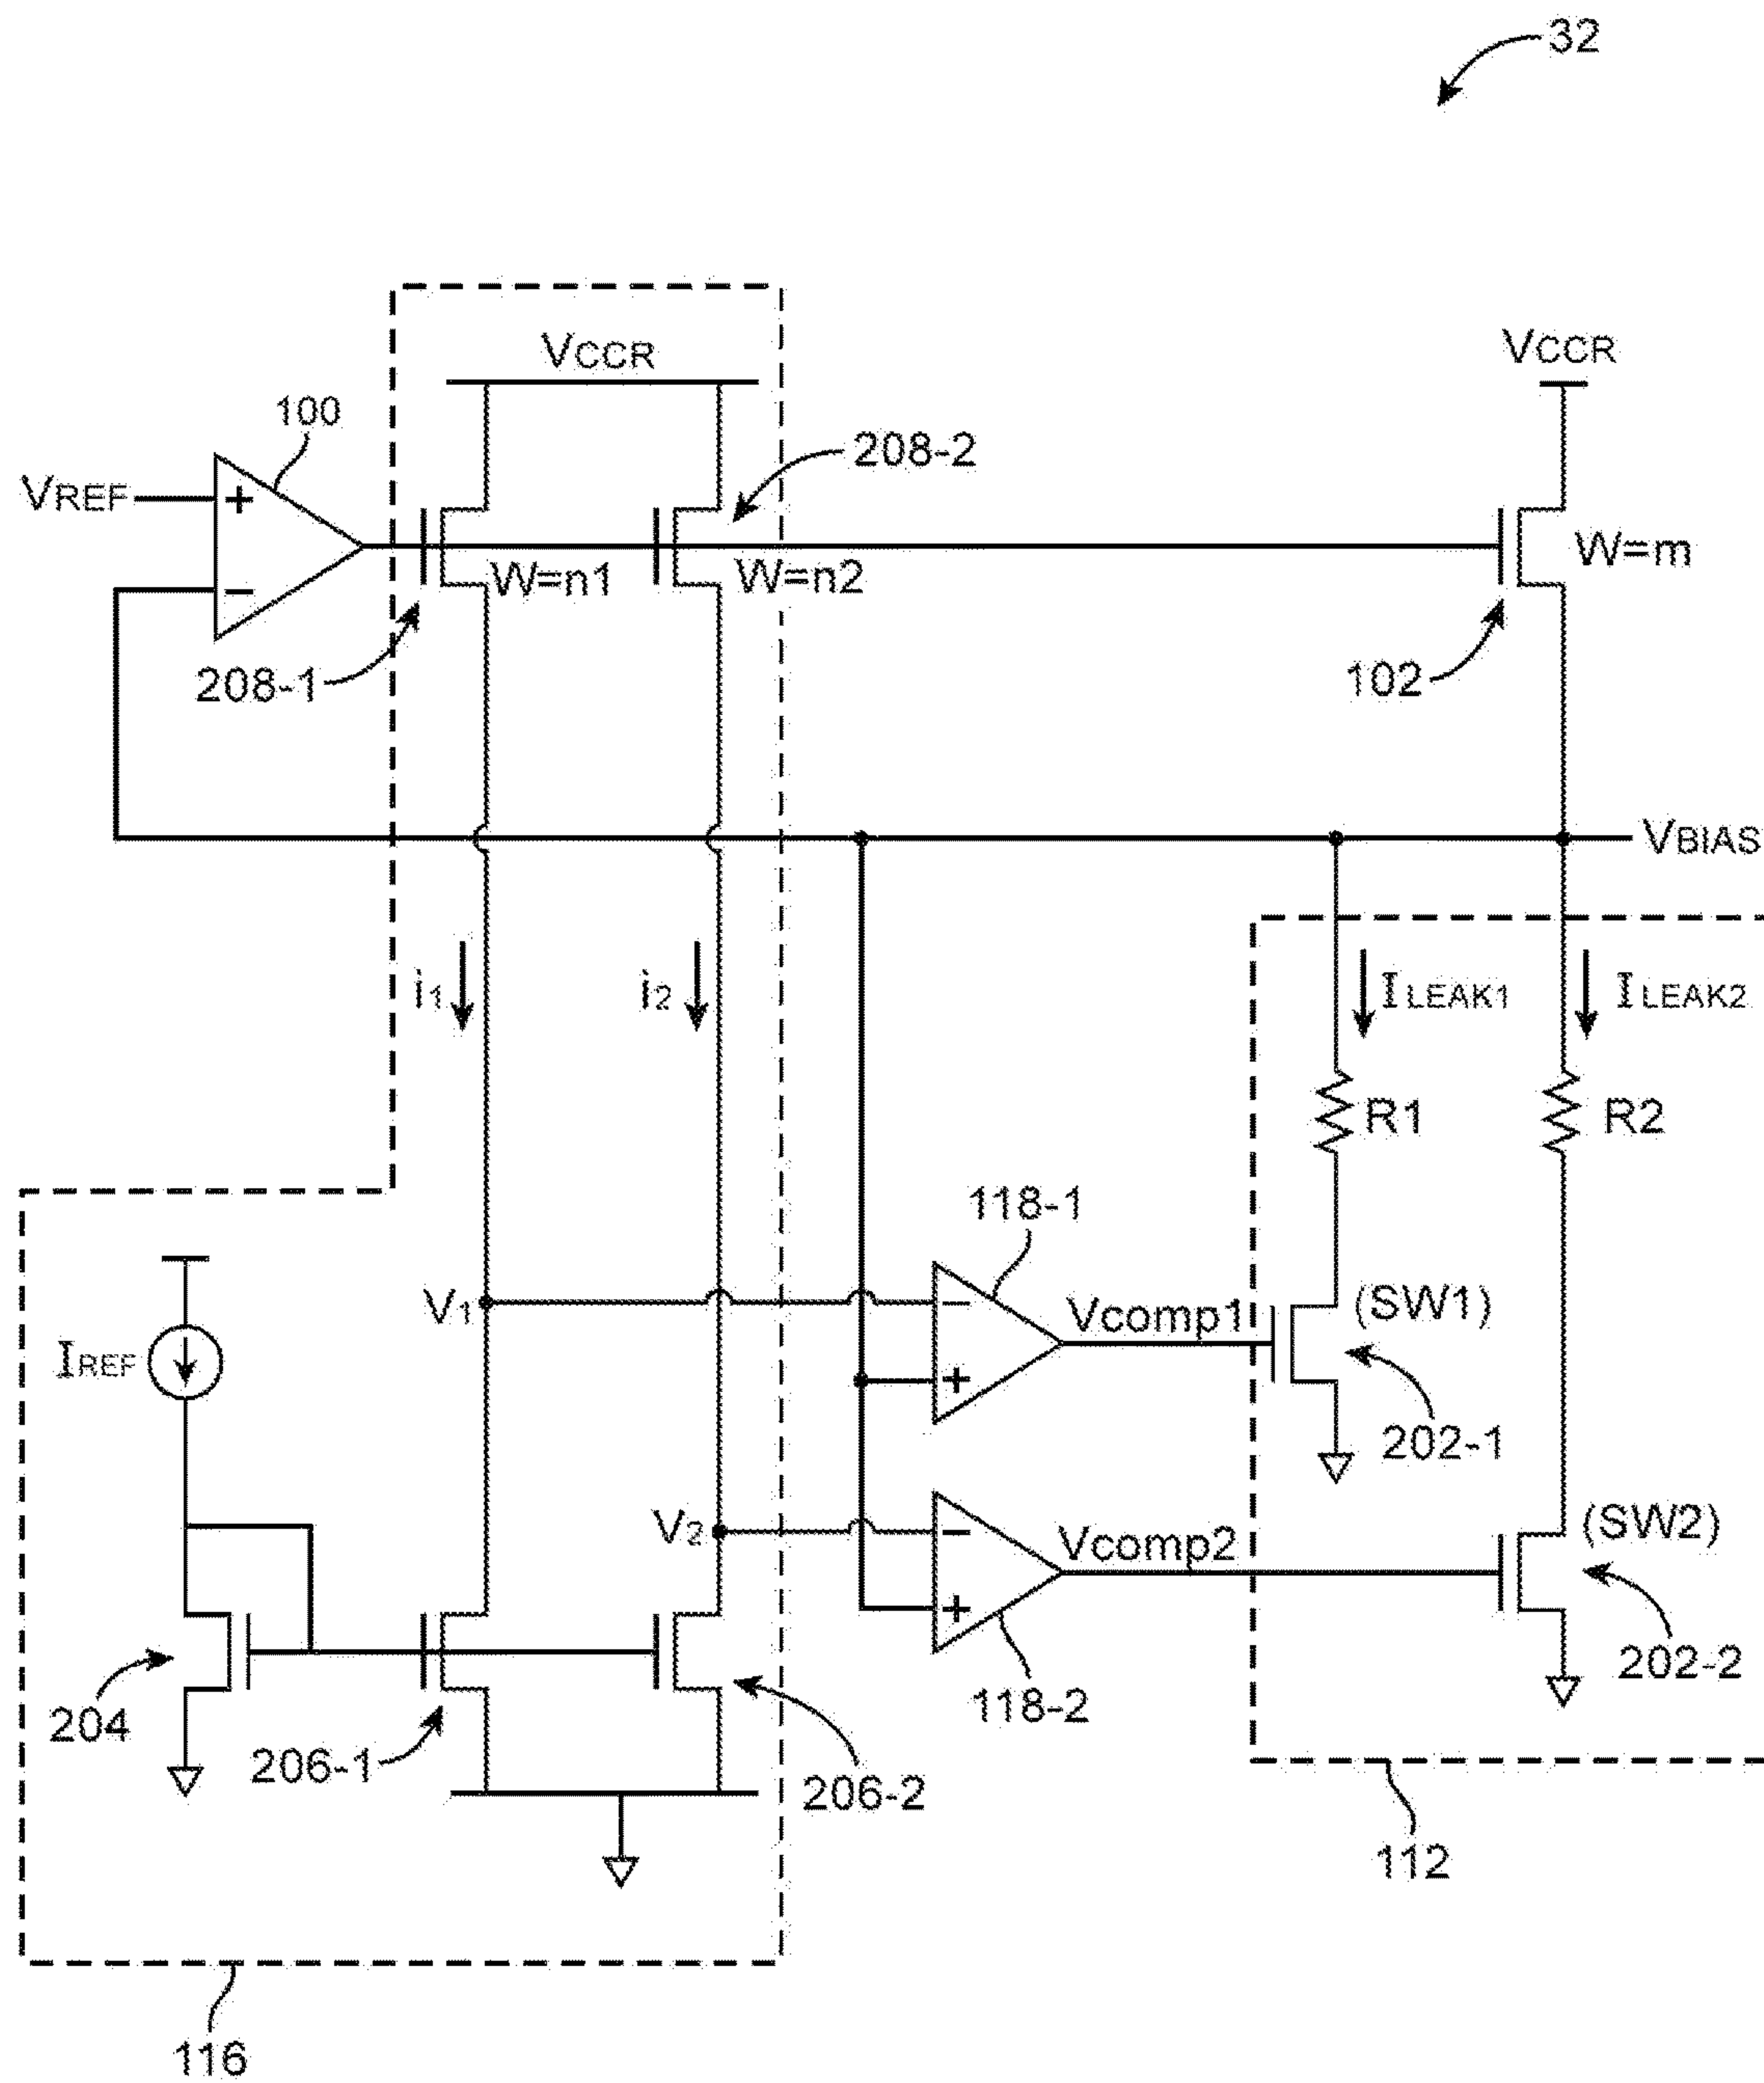 32
VCCR
VCCR
100
208-2
VREF
+
−
W=n1
W=n2
W=m
208-1
102
VBIAS
i1
i2
ILEAK1
ILEAK2
R1
R2
118-1
V1
−
+
Vcomp1
(SW1)
IREF
202-1
V2
−
+
Vcomp2
(SW2)
202-2
204
206-1
206-2
118-2
112
116